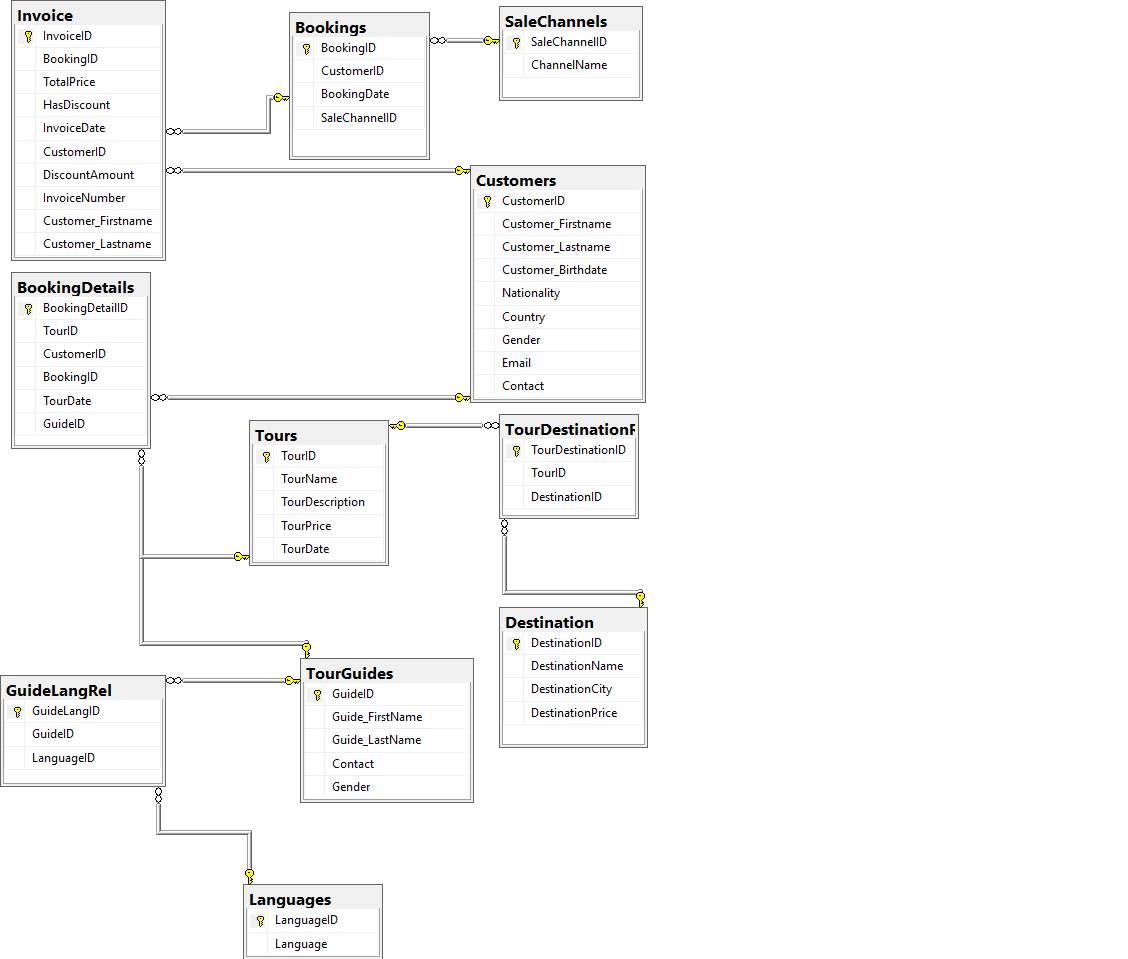 Invoice
InvoiceID
BookingID
TotalPrice
HasDiscount
InvoiceDate
CustomerID
DiscountAmount
InvoiceNumber
Customer_Firstname
Customer_Lastname
Bookings
BookingID
CustomerID
BookingDate
SaleChannelID
SaleChannels
SaleChannelID
ChannelName
Customers
CustomerID
Customer_Firstname
Customer_Lastname
Customer_Birthdate
Nationality
Country
Gender
Email
Contact
BookingDetails
BookingDetailID
TourID
CustomerID
BookingID
TourDate
GuideID
Tours
TourID
TourName
TourDescription
TourPrice
TourDate
TourDestinationR
TourDestinationID
TourID
DestinationID
Destination
DestinationID
DestinationName
DestinationCity
DestinationPrice
TourGuides
GuideID
Guide_FirstName
Guide_LastName
Contact
Gender
GuideLangRel
GuideLangID
GuideID
LanguageID
Languages
LanguageID
Language